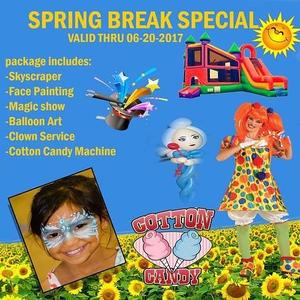 SPRING BREAK SPECIAL
VALID THRU 06-20-2017
package includes:
-Skyscraper
-Face Painting
-Magic show
-Balloon Art
-Clown Service
-Cotton Candy Machine
COTTON
CANDY